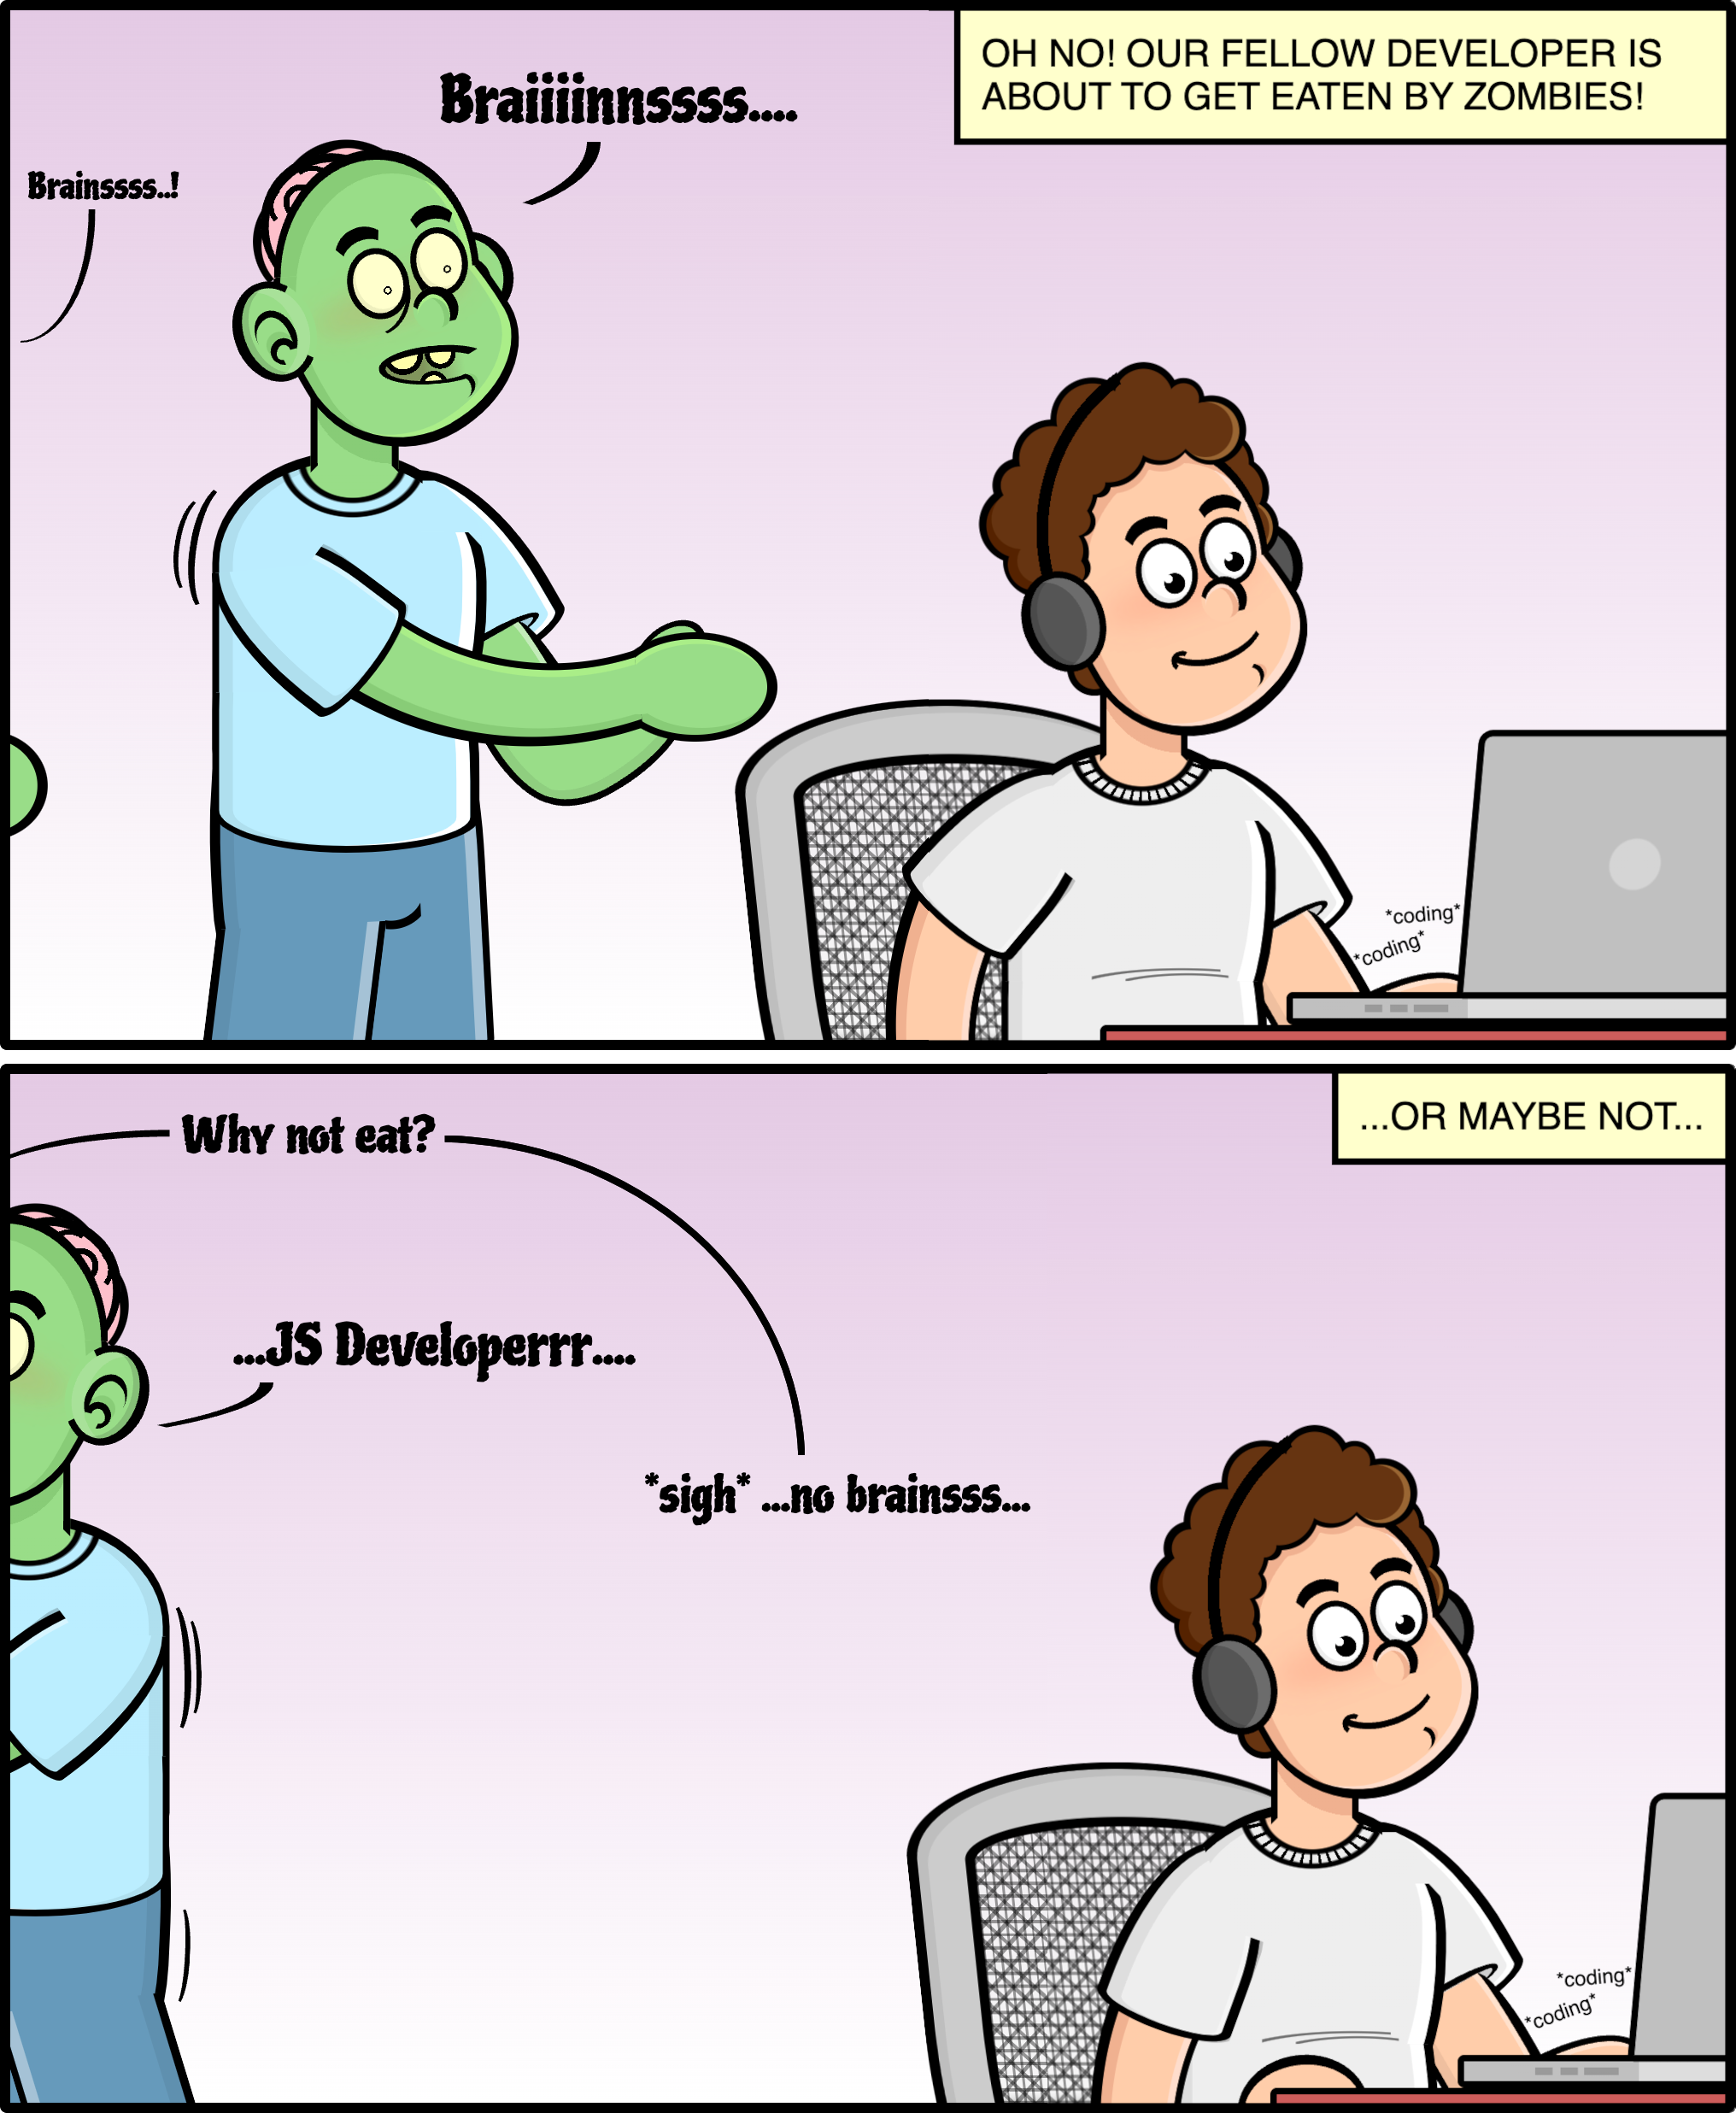 OH NO! OUR FELLOW DEVELOPER IS
ABOUT TO GET EATEN BY ZOMBIES!
Braiiiinnssss....
Brainssss..!
*coding*
*coding*
...OR MAYBE NOT...
Why not eat?
...JS Developerrr....
*sigh* ...no brainsss...
*coding*
*coding*